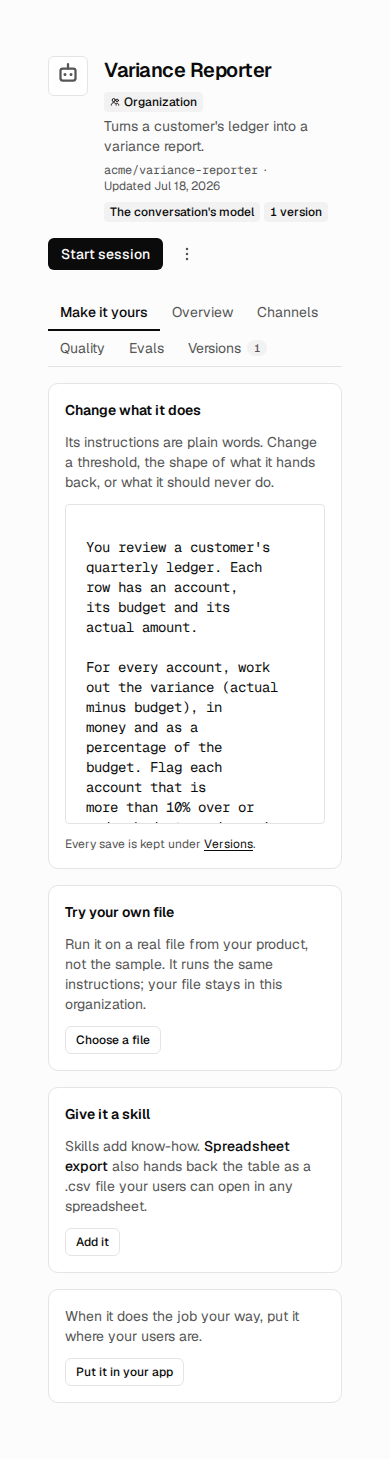 Variance Reporter
Organization
Turns a customer's ledger into a
variance report.
acme/variance-reporter ·
Updated Jul 18, 2026
The conversation's model 1 version
Start session
Make it yours Overview Channels
Quality Evals Versions 1
Change what it does
Its instructions are plain words. Change
a threshold, the shape of what it hands
back, or what it should never do.
You review a customer's
quarterly ledger. Each
row has an account,
its budget and its
actual amount.
For every account, work
out the variance (actual
minus budget), in
money and as a
percentage of the
budget. Flag each
account that is
more than 10% over or
Every save is kept under Versions.
Try your own file
Run it on a real file from your product,
not the sample. It runs the same
instructions; your file stays in this
organization.
Choose a file
Give it a skill
Skills add know-how. Spreadsheet
export also hands back the table as a
.csv file your users can open in any
spreadsheet.
Add it
When it does the job your way, put it
where your users are.
Put it in your app